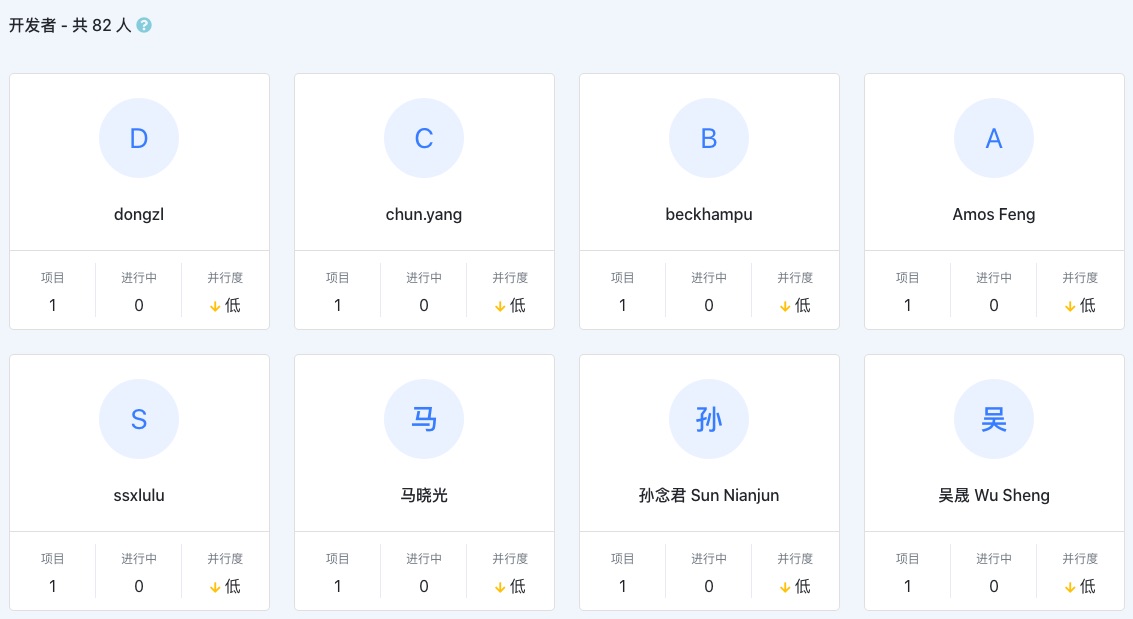 开发者 - 共 82 人 ?
D C B A
dongzl chun.yang beckhampu Amos Feng
项目 进行中 并行度 项目 进行中 并行度 项目 进行中 并行度 项目 进行中 并行度
1 0 低 1 0 低 1 0 低 1 0 低
S 马 孙 吴
ssxlulu 马晓光 孙念君 Sun Nianjun 吴晟 Wu Sheng
项目 进行中 并行度 项目 进行中 并行度 项目 进行中 并行度 项目 进行中 并行度
1 0 低 1 0 低 1 0 低 1 0 低